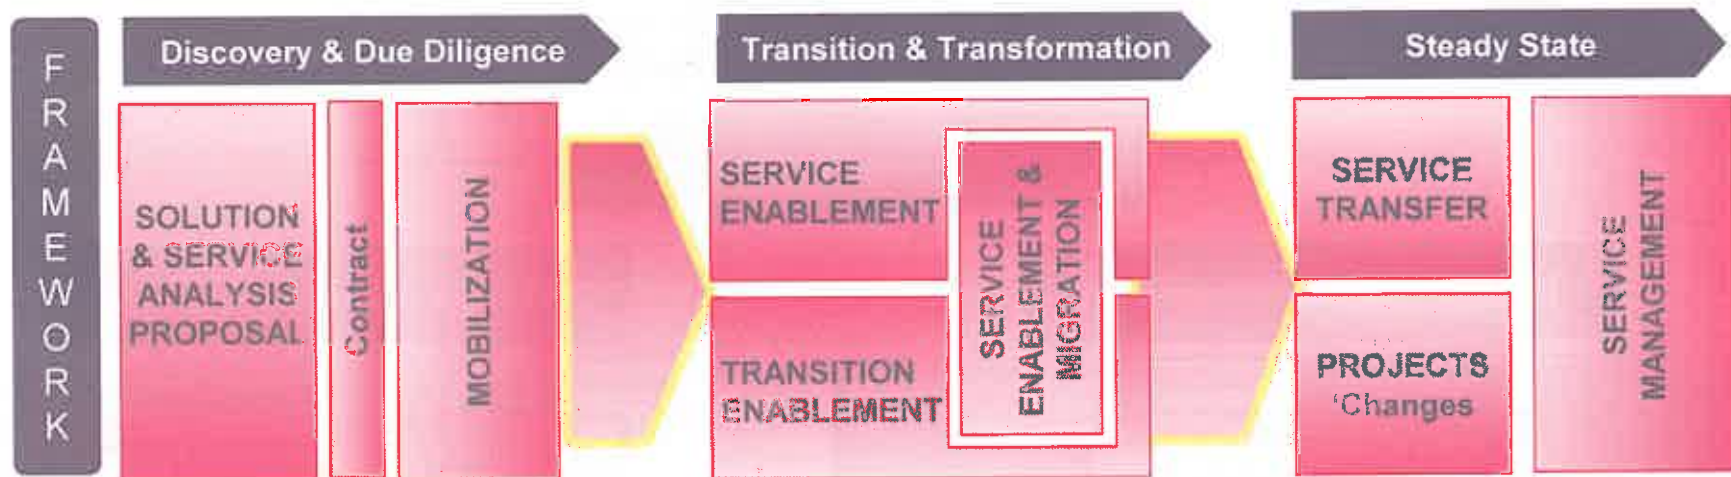 FRAMEWORK
Discovery & Due Diligence
Transition & Transformation
Steady State
SOLUTION
& SERVICE
ANALYSIS
PROPOSAL
Contract
MOBILIZATION
SERVICE
ENABLEMENT
TRANSITION
ENABLEMENT
SERVICE
ENABLEMENT &
MIGRATION
SERVICE
TRANSFER
PROJECTS
'Changes
SERVICE
MANAGEMENT